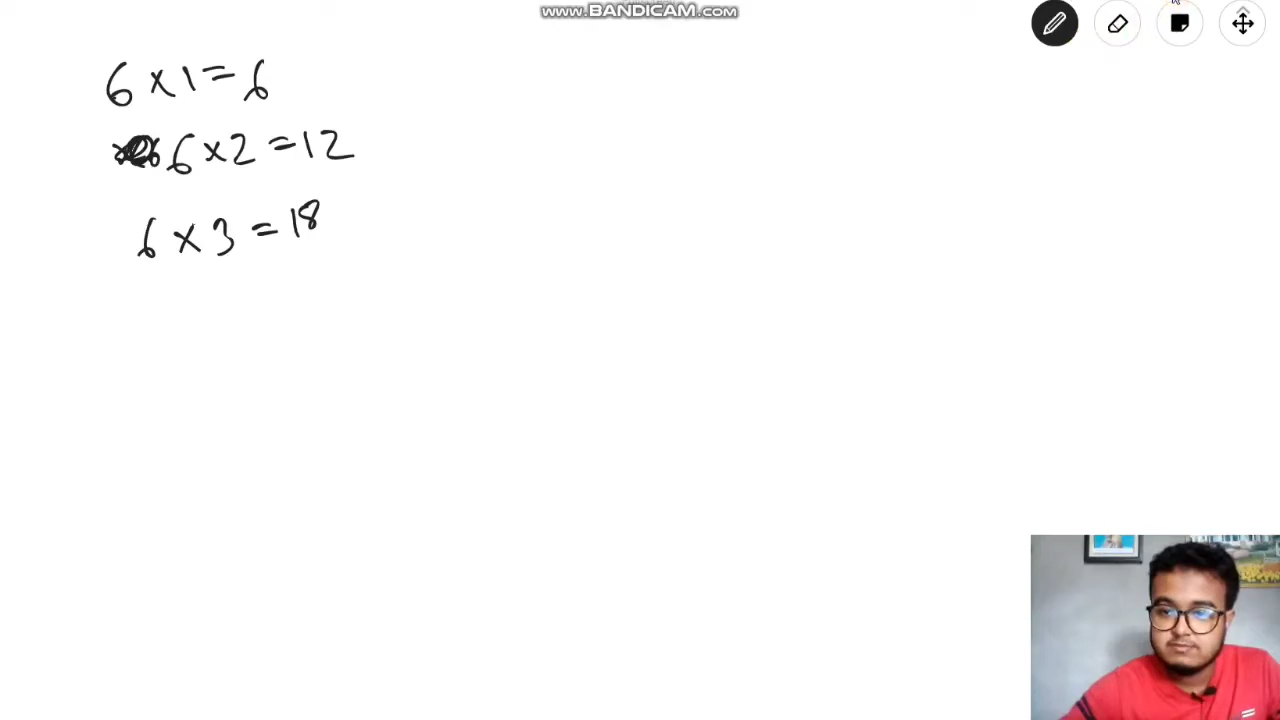 www.BANDICAM.com
6 × 1 = 6
6 × 2 = 12
6 × 3 = 18